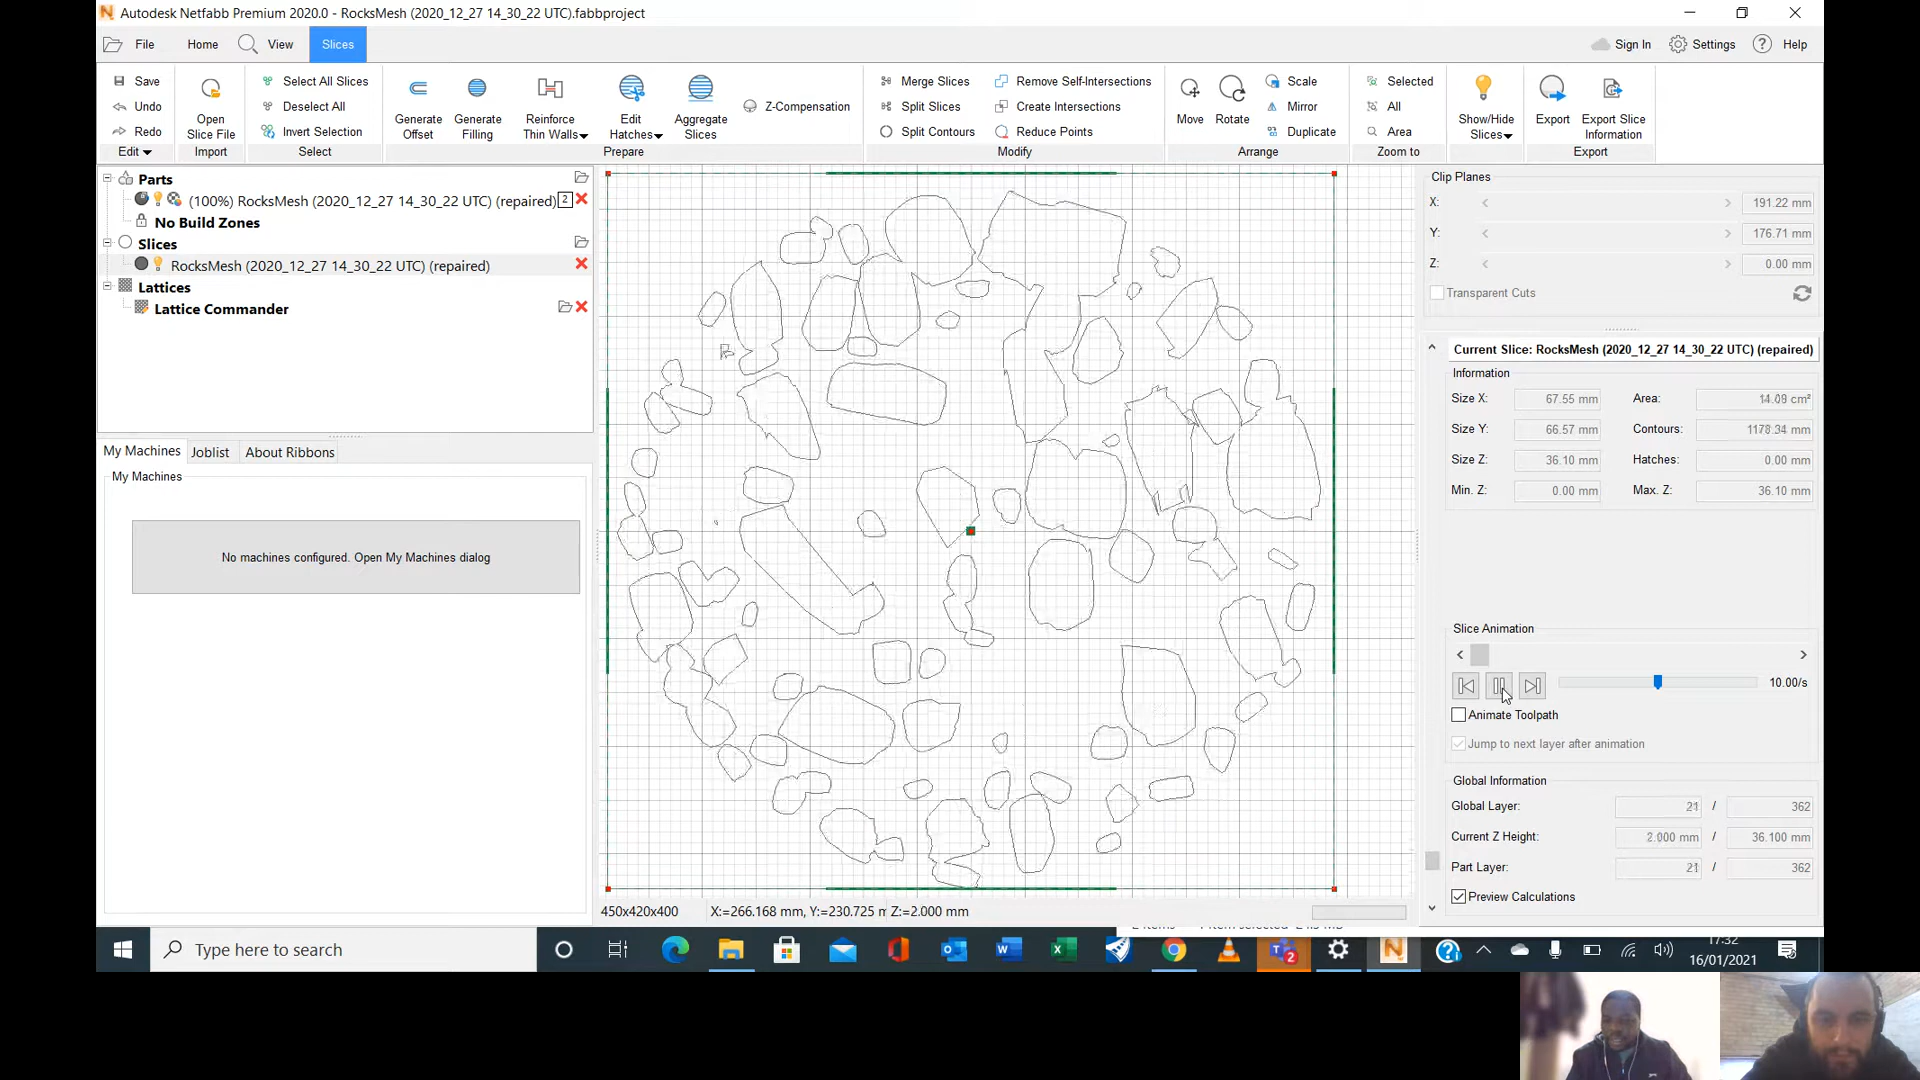 Autodesk Netfabb Premium 2020.0 - RocksMesh (2020_12_27 14_30_22 UTC).fabbproject
File Home View Slices Sign In Settings Help
Save
Undo
Redo
Edit
Open Slice File
Import
Select All Slices
Deselect All
Invert Selection
Select
Generate Offset
Generate Filling
Reinforce Thin Walls
Edit Hatches
Aggregate Slices
Z-Compensation
Prepare
Merge Slices
Split Slices
Split Contours
Remove Self-Intersections
Create Intersections
Reduce Points
Modify
Move
Rotate
Scale
Mirror
Duplicate
Arrange
Selected
All
Area
Zoom to
Show/Hide Slices
Export
Export Slice Information
Export
Parts
(100%) RocksMesh (2020_12_27 14_30_22 UTC) (repaired) 2
No Build Zones
Slices
RocksMesh (2020_12_27 14_30_22 UTC) (repaired)
Lattices
Lattice Commander
My Machines Joblist About Ribbons
My Machines
No machines configured. Open My Machines dialog
450x420x400 X:=266.168 mm, Y:=230.725 m Z:=2.000 mm
Clip Planes
X: < > 191.22 mm
Y: < > 176.71 mm
Z: < > 0.00 mm
Transparent Cuts
Current Slice: RocksMesh (2020_12_27 14_30_22 UTC) (repaired)
Information
Size X: 67.55 mm Area: 14.09 cm²
Size Y: 66.57 mm Contours: 1178.34 mm
Size Z: 36.10 mm Hatches: 0.00 mm
Min. Z: 0.00 mm Max. Z: 36.10 mm
Slice Animation
< >
10.00/s
Animate Toolpath
Jump to next layer after animation
Global Information
Global Layer: 21 / 362
Current Z Height: 2.000 mm / 36.100 mm
Part Layer: 21 / 362
Preview Calculations
Type here to search
2
17:32
16/01/2021